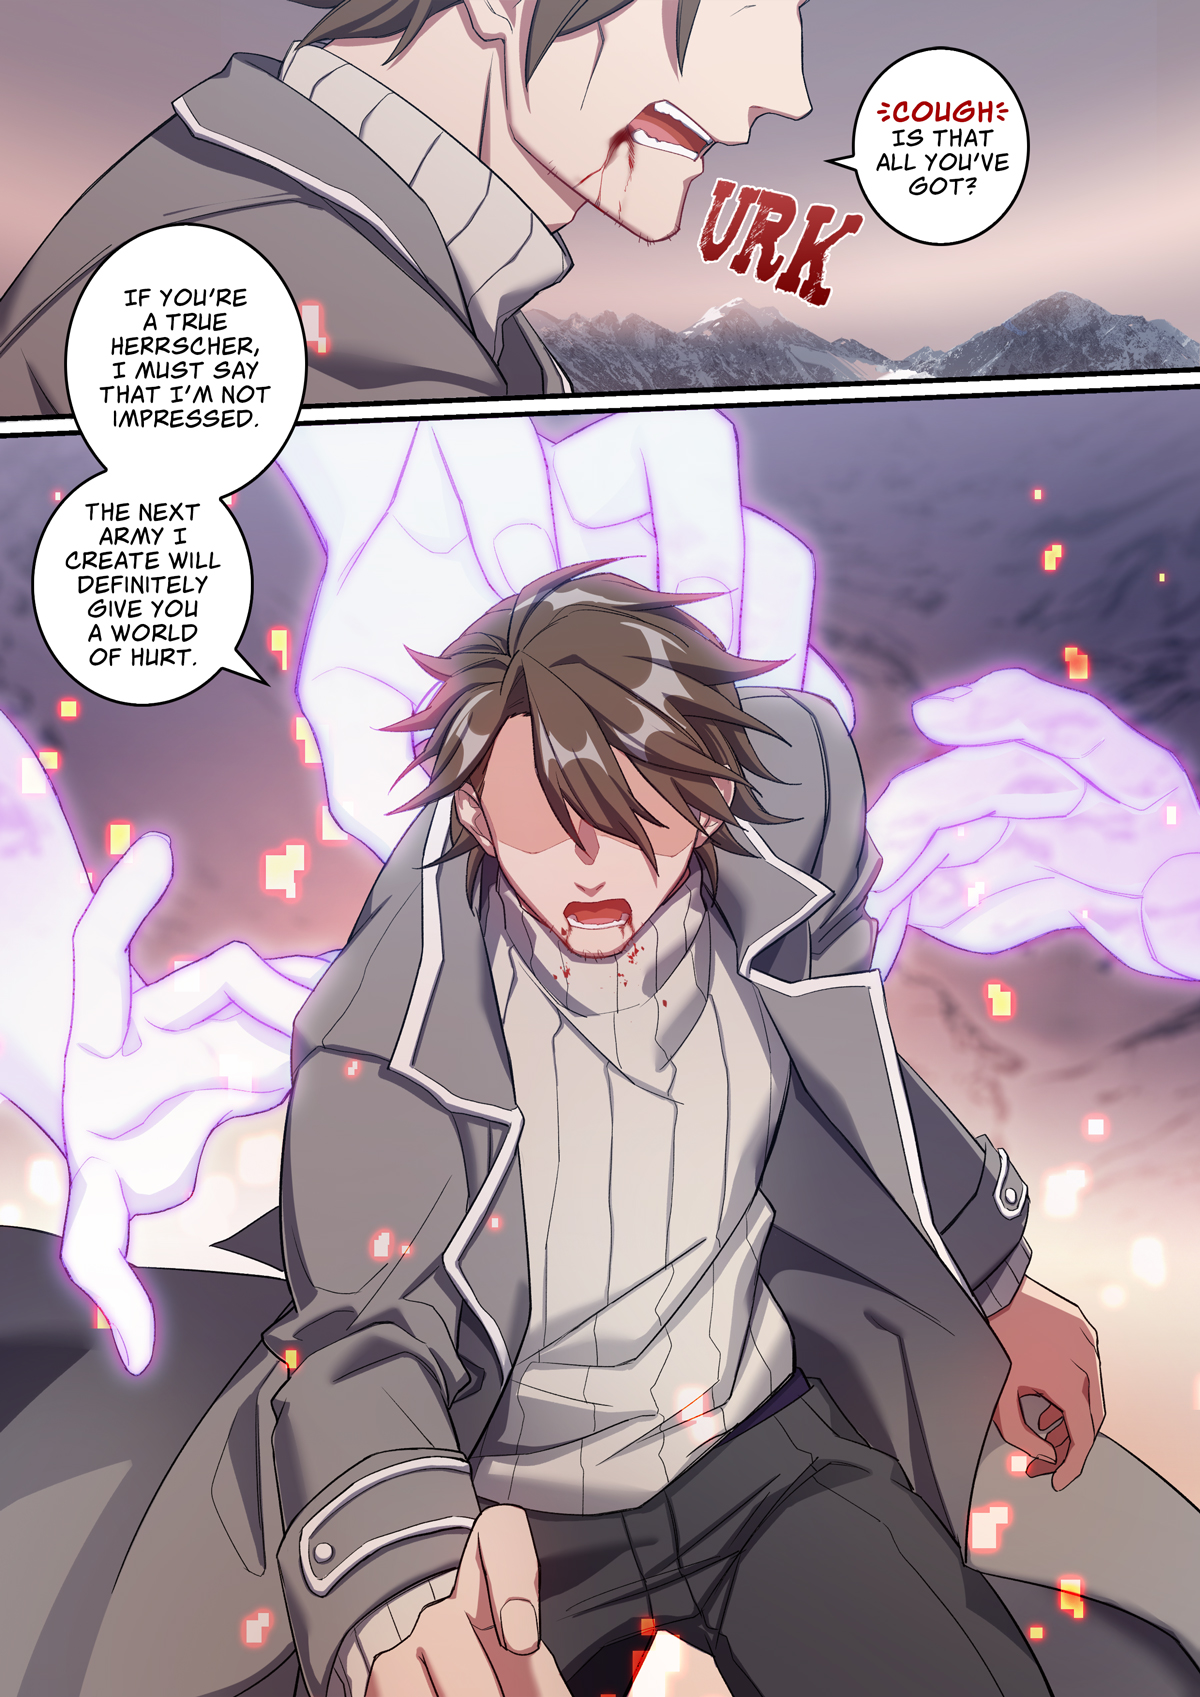 COUGH
IS THAT
ALL YOU'VE
GOT?
URK
IF YOU'RE
A TRUE
HERRSCHER,
I MUST SAY
THAT I'M NOT
IMPRESSED.
THE NEXT
ARMY I
CREATE WILL
DEFINITELY
GIVE YOU
A WORLD
OF HURT.